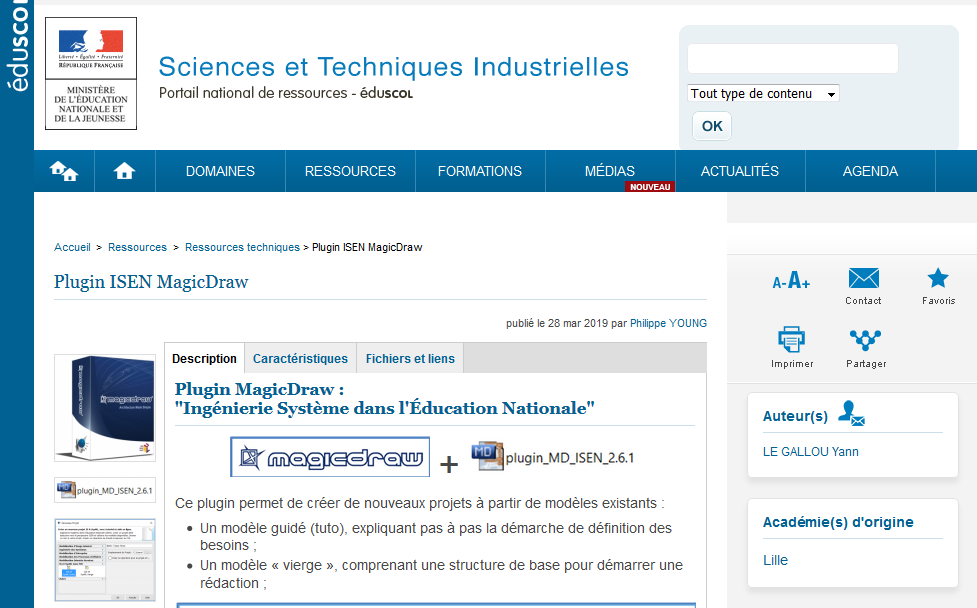 éduscol
Liberté • Égalité • Fraternité
RÉPUBLIQUE FRANÇAISE
MINISTÈRE
DE L'ÉDUCATION
NATIONALE ET
DE LA JEUNESSE
Sciences et Techniques Industrielles
Portail national de ressources - éduscol
Tout type de contenu
OK
DOMAINES
RESSOURCES
FORMATIONS
MÉDIAS
NOUVEAU
ACTUALITÉS
AGENDA
Accueil > Ressources > Ressources techniques > Plugin ISEN MagicDraw
Plugin ISEN MagicDraw
publié le 28 mar 2019 par Philippe YOUNG
Description
Caractéristiques
Fichiers et liens
Plugin MagicDraw :
"Ingénierie Système dans l'Éducation Nationale"
magicdraw
+
MD
plugin_MD_ISEN_2.6.1
Ce plugin permet de créer de nouveaux projets à partir de modèles existants :
• Un modèle guidé (tuto), expliquant pas à pas la démarche de définition des
besoins ;
• Un modèle « vierge », comprenant une structure de base pour démarrer une
rédaction ;
magicdraw
MD
plugin_MD_ISEN_2.6.1
A-A+
Contact
Favoris
Imprimer
Partager
Auteur(s)
LE GALLOU Yann
Académie(s) d'origine
Lille